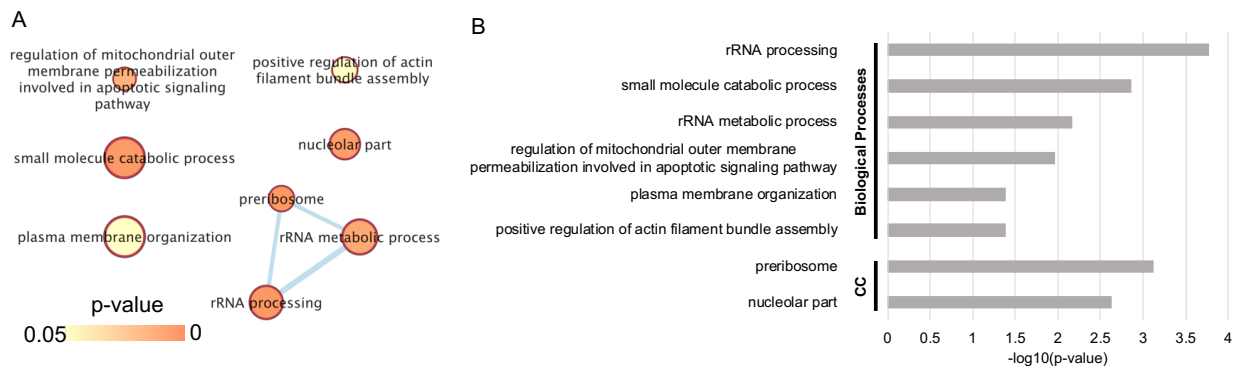 A
regulation of mitochondrial outer
membrane permeabilization
involved in apoptotic signaling
pathway
positive regulation of actin
filament bundle assembly
small molecule catabolic process
nucleolar part
preribosome
plasma membrane organization
rRNA metabolic process
rRNA processing
p-value
0.05
0
B
rRNA processing
small molecule catabolic process
rRNA metabolic process
regulation of mitochondrial outer membrane
permeabilization involved in apoptotic signaling pathway
plasma membrane organization
positive regulation of actin filament bundle assembly
preribosome
nucleolar part
Biological Processes
CC
0 0.5 1 1.5 2 2.5 3 3.5 4
-log10(p-value)